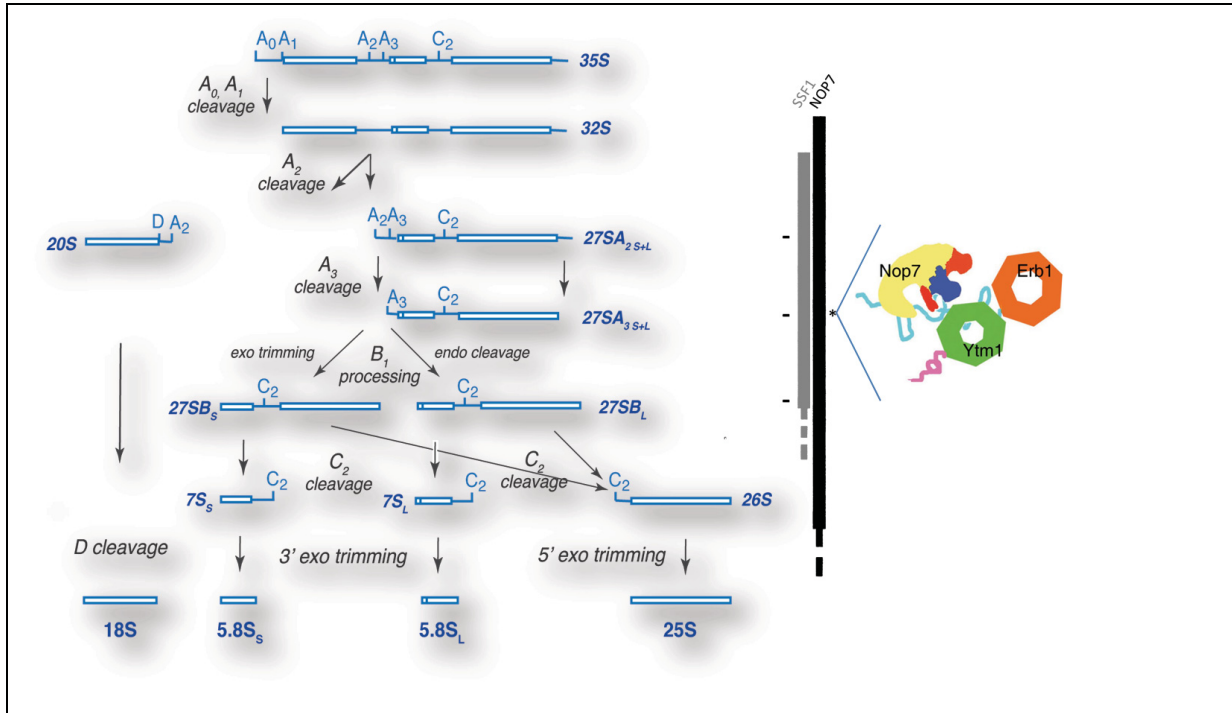 A0 A1 A2 A3 C2
35S
A0, A1
cleavage
32S
A2
cleavage
D A2
20S
A2 A3 C2
27SA2 S+L
A3
cleavage
A3 C2
27SA3 S+L
exo trimming
B1
processing
endo cleavage
C2
27SBS
C2
27SBL
C2
cleavage
C2
cleavage
C2
7SS
C2
7SL
C2
26S
D cleavage
3' exo trimming
5' exo trimming
18S
5.8SS
5.8SL
25S
SSF1
NOP7
-
-
-
*
Nop7
Erb1
Ytm1